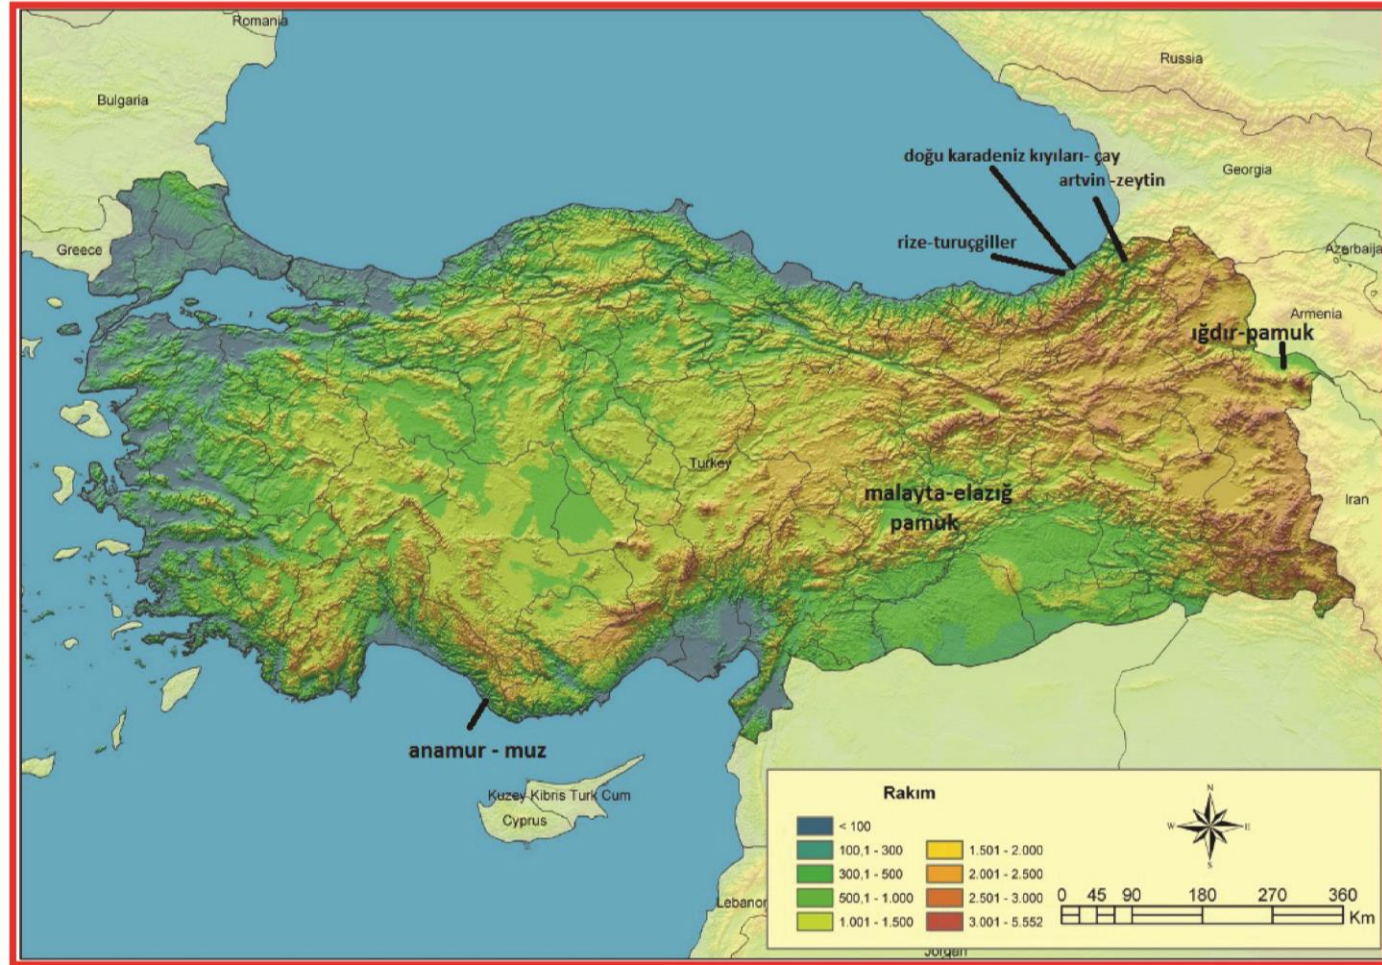 Romania
Russia
Bulgaria
doğu karadeniz kıyıları- çay
Georgia
artvin -zeytin
rize-turuçgiller
Greece
Azerbaija
Armenia
ığdır-pamuk
Turkey
malayta-elazığ
pamuk
Iran
anamur - muz
Kuzey Kibris Turk Cum
Cyprus
Lebanon
Jordan
Rakım
< 100
100,1 - 300
300,1 - 500
500,1 - 1.000
1.001 - 1.500
1.501 - 2.000
2.001 - 2.500
2.501 - 3.000
3.001 - 5.552
N
W E
S
0 45 90 180 270 360
Km